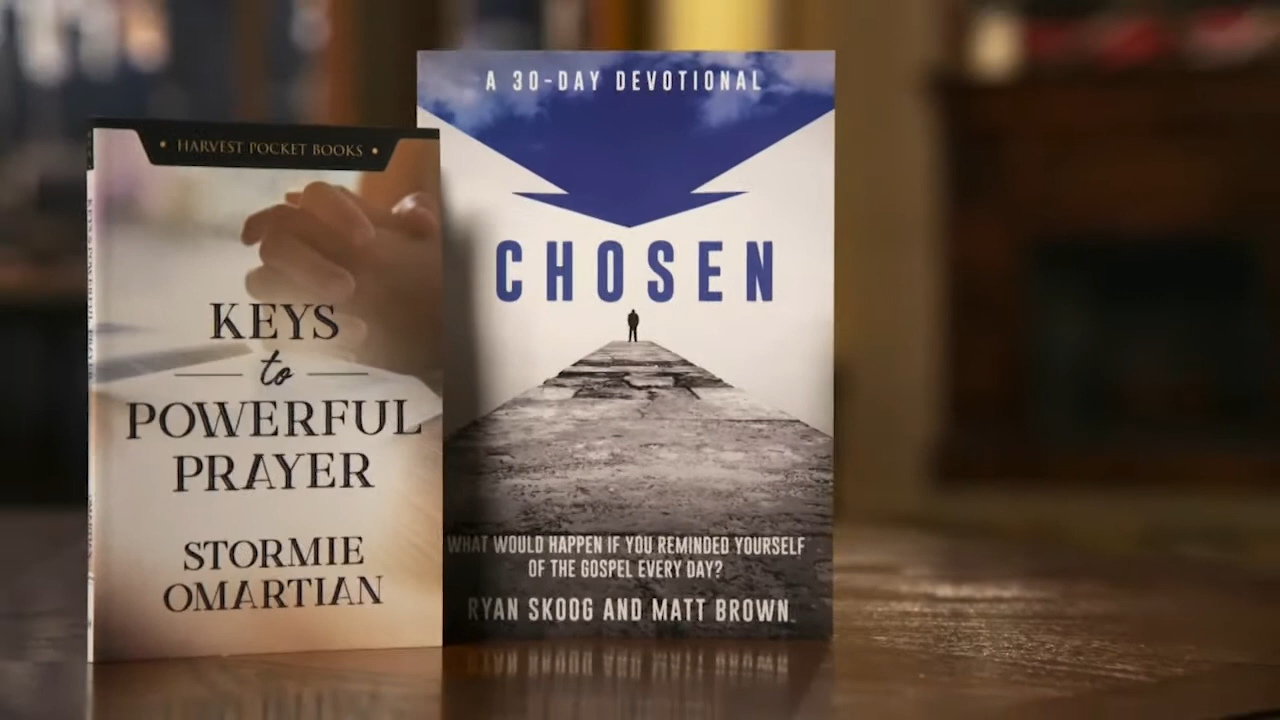 • HARVEST POCKET BOOKS •
KEYS
to
POWERFUL
PRAYER
STORMIE
OMARTIAN
A 30-DAY DEVOTIONAL
CHOSEN
WHAT WOULD HAPPEN IF YOU REMINDED YOURSELF
OF THE GOSPEL EVERY DAY?
RYAN SKOOG AND MATT BROWN